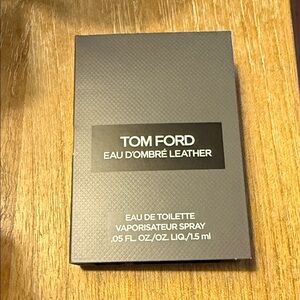 TOM FORD
EAU D'OMBRÉ LEATHER
EAU DE TOILETTE
VAPORISATEUR SPRAY
.05 FL. OZ./OZ. LIQ./1.5 ml